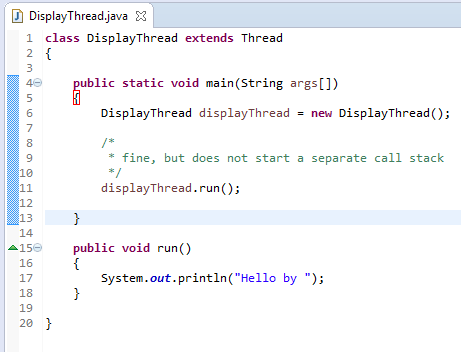 DisplayThread.java
1 class DisplayThread extends Thread
2 {
3
4 public static void main(String args[])
5 {
6 DisplayThread displayThread = new DisplayThread();
7
8 /*
9 * fine, but does not start a separate call stack
10 */
11 displayThread.run();
12
13 }
14
15 public void run()
16 {
17 System.out.println("Hello by ");
18 }
19
20 }